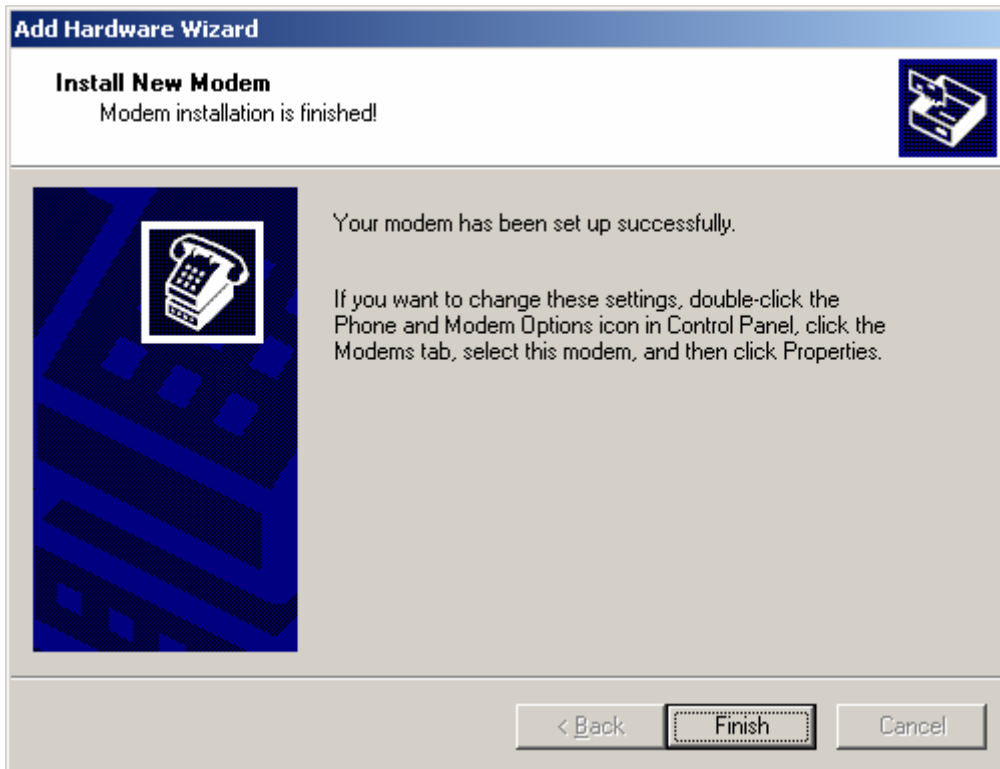 Add Hardware Wizard
Install New Modem
Modem installation is finished!
Your modem has been set up successfully.
If you want to change these settings, double-click the
Phone and Modem Options icon in Control Panel, click the
Modems tab, select this modem, and then click Properties.
< Back Finish Cancel